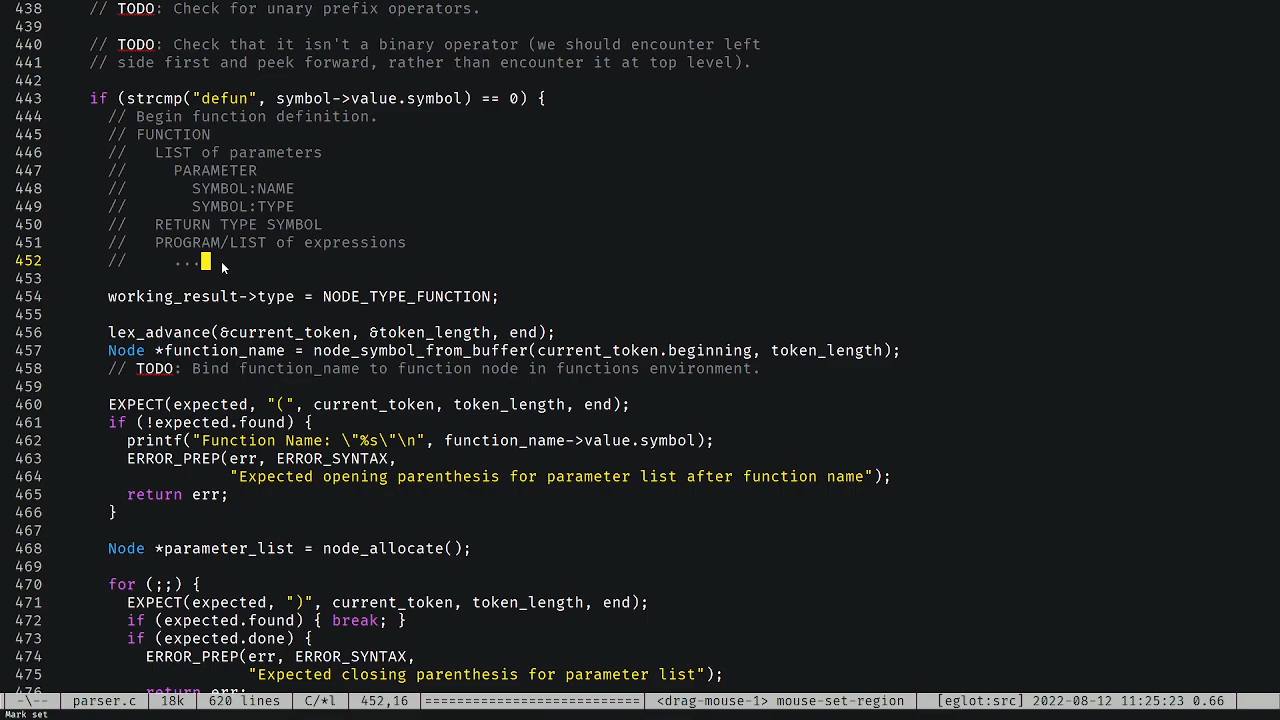 438 // TODO: Check for unary prefix operators.
439
440 // TODO: Check that it isn't a binary operator (we should encounter left
441 // side first and peek forward, rather than encounter it at top level).
442
443 if (strcmp("defun", symbol->value.symbol) == 0) {
444 // Begin function definition.
445 // FUNCTION
446 // LIST of parameters
447 // PARAMETER
448 // SYMBOL:NAME
449 // SYMBOL:TYPE
450 // RETURN TYPE SYMBOL
451 // PROGRAM/LIST of expressions
452 // ...
453
454 working_result->type = NODE_TYPE_FUNCTION;
455
456 lex_advance(&current_token, &token_length, end);
457 Node *function_name = node_symbol_from_buffer(current_token.beginning, token_length);
458 // TODO: Bind function_name to function node in functions environment.
459
460 EXPECT(expected, "(", current_token, token_length, end);
461 if (!expected.found) {
462 printf("Function Name: \"%s\"\n", function_name->value.symbol);
463 ERROR_PREP(err, ERROR_SYNTAX,
464 "Expected opening parenthesis for parameter list after function name");
465 return err;
466 }
467
468 Node *parameter_list = node_allocate();
469
470 for (;;) {
471 EXPECT(expected, ")", current_token, token_length, end);
472 if (expected.found) { break; }
473 if (expected.done) {
474 ERROR_PREP(err, ERROR_SYNTAX,
475 "Expected closing parenthesis for parameter list");
476 return err;
-\-- parser.c 18k 620 lines C/*l 452,16 ======================= <drag-mouse-1> mouse-set-region [eglot:src] 2022-08-12 11:25:23 0.66
Mark set